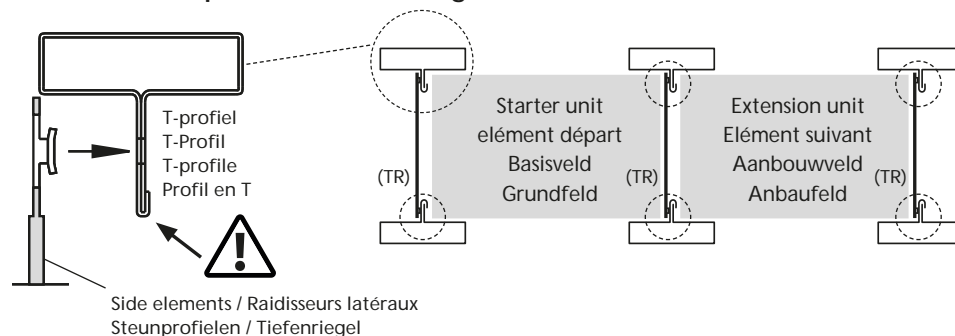 T-profiel
T-Profil
T-profile
Profil en T
Starter unit
elément départ
Basisveld
Grundfeld
Extension unit
Elément suivant
Aanbouwveld
Anbaufeld
(TR)
(TR)
(TR)
Side elements / Raidisseurs latéraux
Steunprofielen / Tiefenriegel